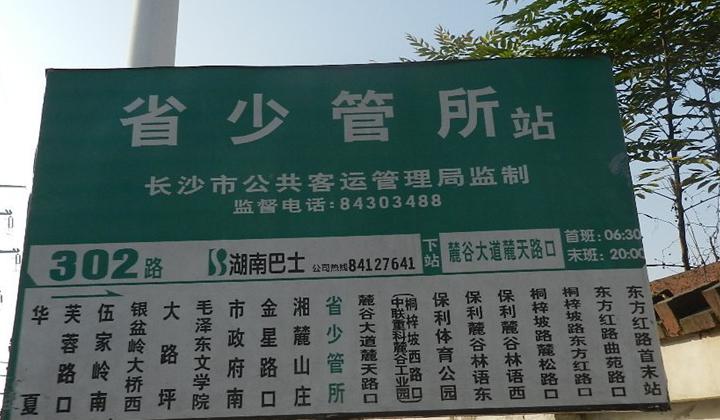 省少管所站
长沙市公共客运管理局监制
监督电话:84303488
302路
湖南巴士 公司热线84127641
下站
麓谷大道麓天路口
首班:06:30
末班:20:00
华夏
芙蓉路口
伍家岭南
银盆岭大桥西
大路坪
毛泽东文学院
市政府南
金星路口
湘麓山庄
省少管所
麓谷大道麓天路口
桐梓坡西路口
(中联重科麓谷工业园)
保利体育公园
保利麓谷林语东
保利麓谷林语西
桐梓坡路麓松路口
桐梓坡路东方红路口
东方红路曲苑路口
东方红路首末站